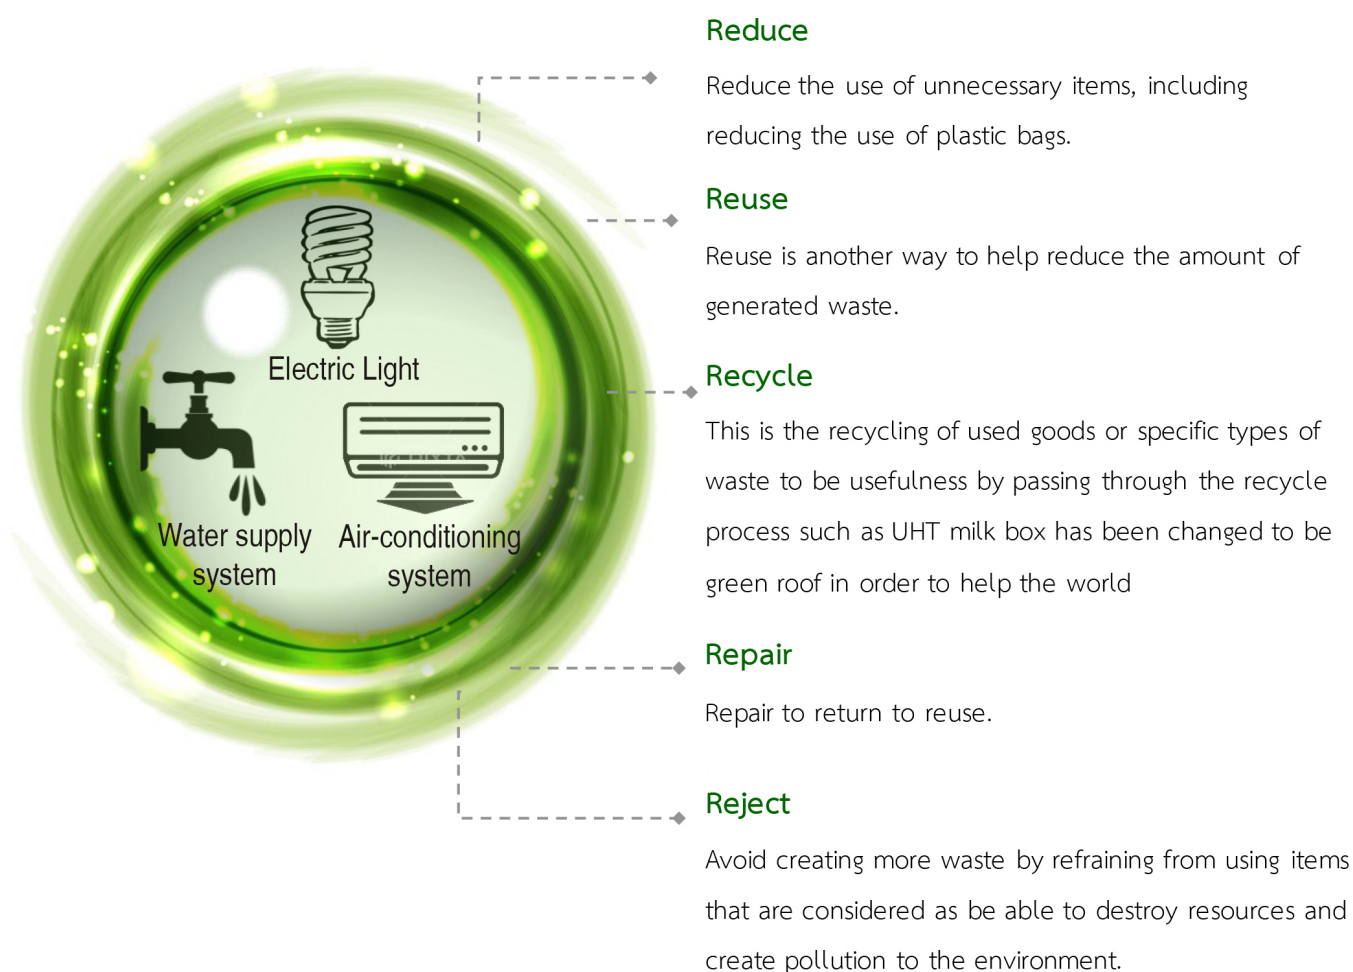 Reduce
Reduce the use of unnecessary items, including
reducing the use of plastic bags.
Reuse
Reuse is another way to help reduce the amount of
generated waste.
Recycle
This is the recycling of used goods or specific types of
waste to be usefulness by passing through the recycle
process such as UHT milk box has been changed to be
green roof in order to help the world
Repair
Repair to return to reuse.
Reject
Avoid creating more waste by refraining from using items
that are considered as be able to destroy resources and
create pollution to the environment.
Electric Light
Water supply
system
Air-conditioning
system